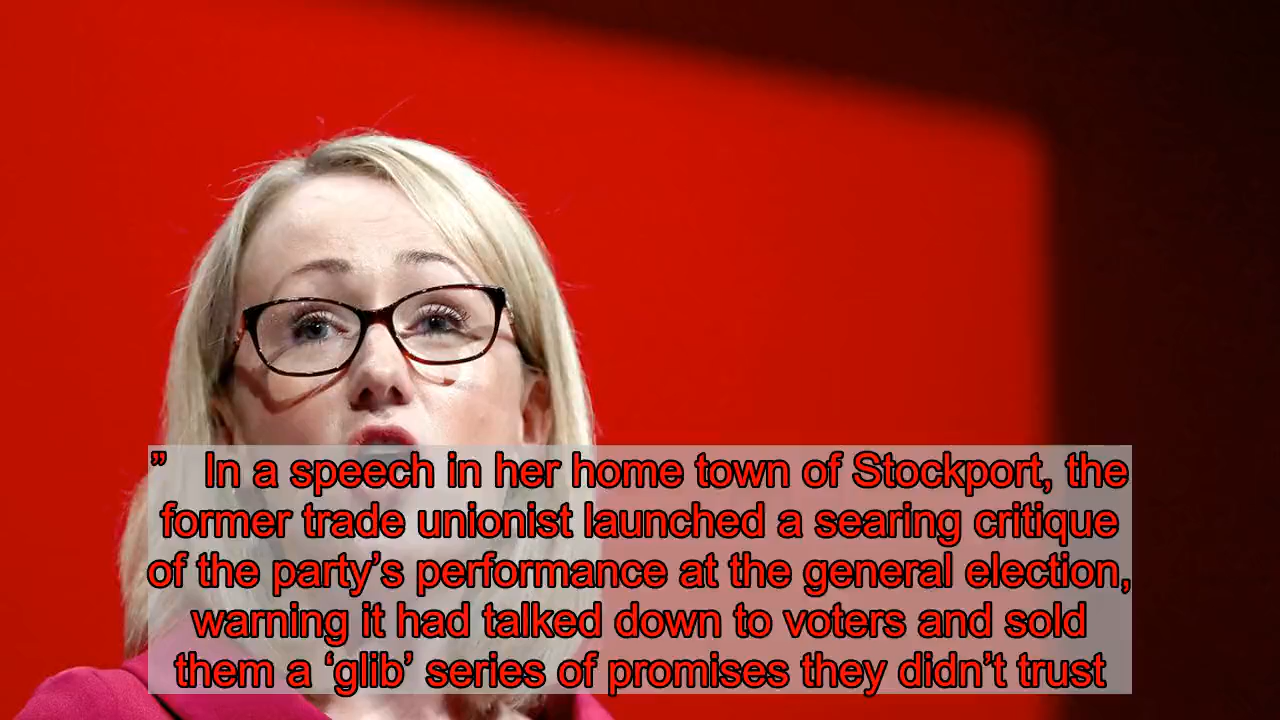 ” In a speech in her home town of Stockport, the
former trade unionist launched a searing critique
of the party’s performance at the general election,
warning it had talked down to voters and sold
them a ‘glib’ series of promises they didn’t trust